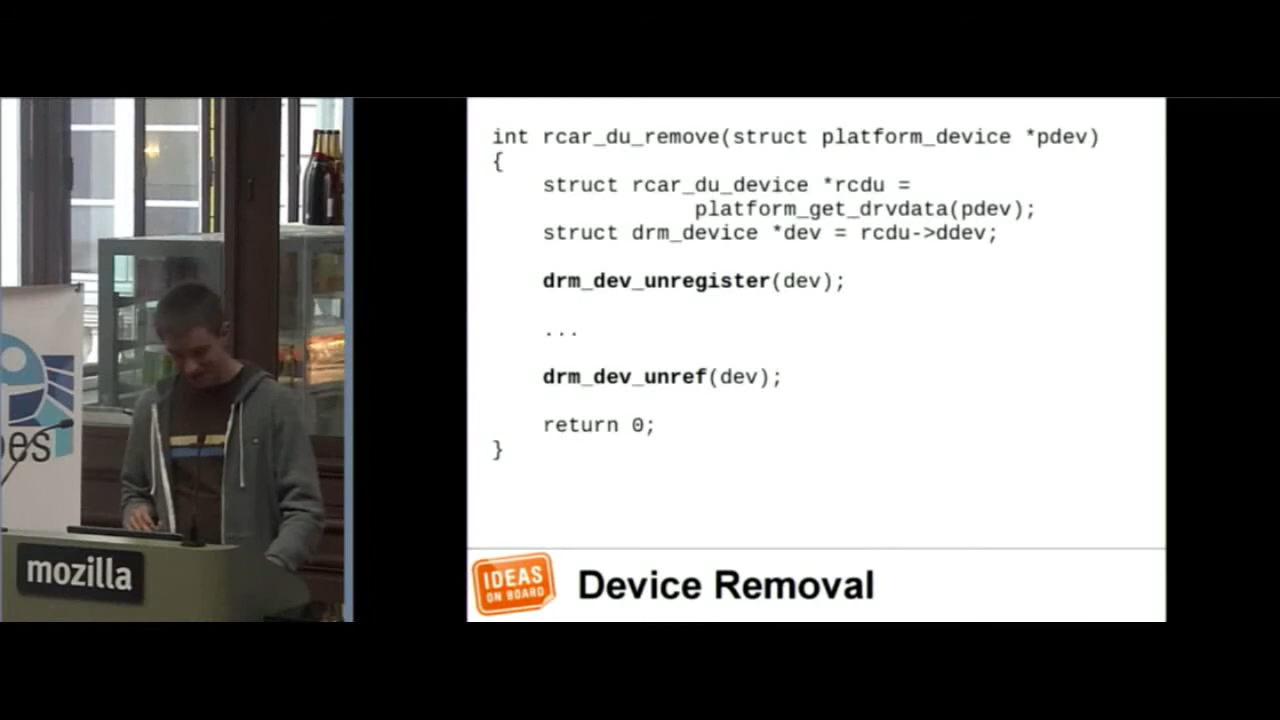 int rcar_du_remove(struct platform_device *pdev)
{
struct rcar_du_device *rcdu =
platform_get_drvdata(pdev);
struct drm_device *dev = rcdu->ddev;
drm_dev_unregister(dev);
...
drm_dev_unref(dev);
return 0;
}
IDEAS
ON BOARD
Device Removal
mozilla